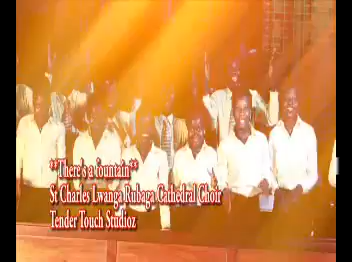 **There's a fountain**
St Charles Lwanga Rubaga Cathedral Choir
Tender Touch Studioz